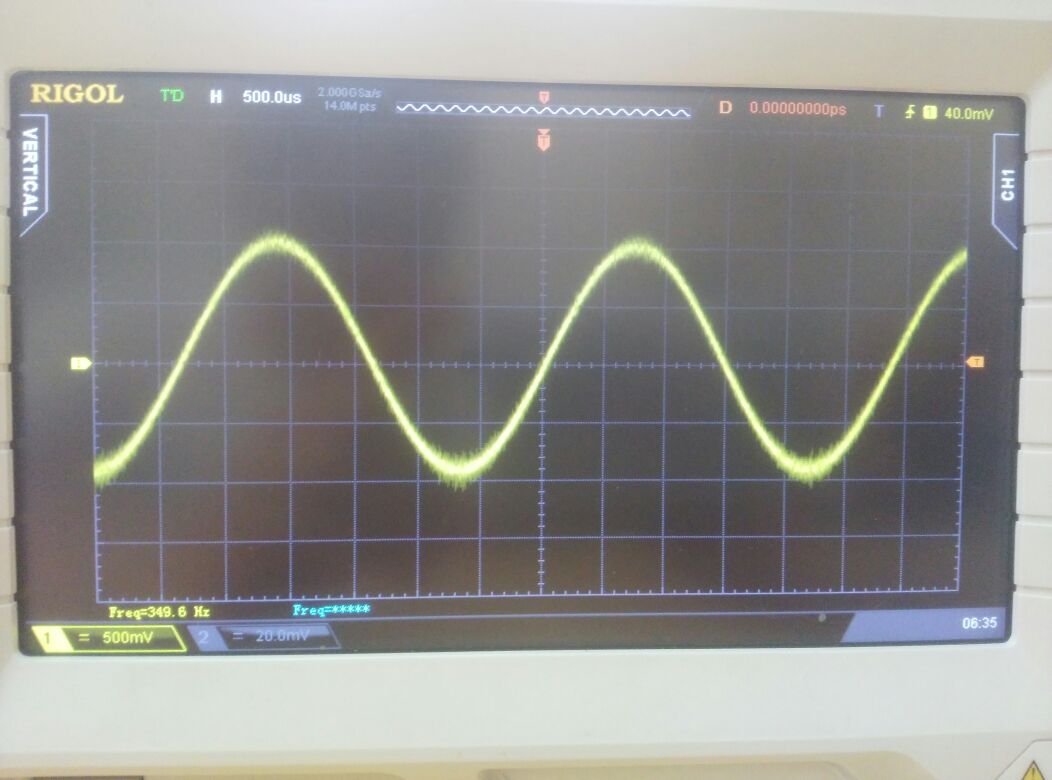 RIGOL T'D H 500.0us 2.000GSa/s 14.0M pts D 0.00000000ps T 1 40.0mV
T
VERTICAL
CH1
T
Freq=349.6 Hz Freq=*****
1 = 500mV 2 = 20.0mV 06:35